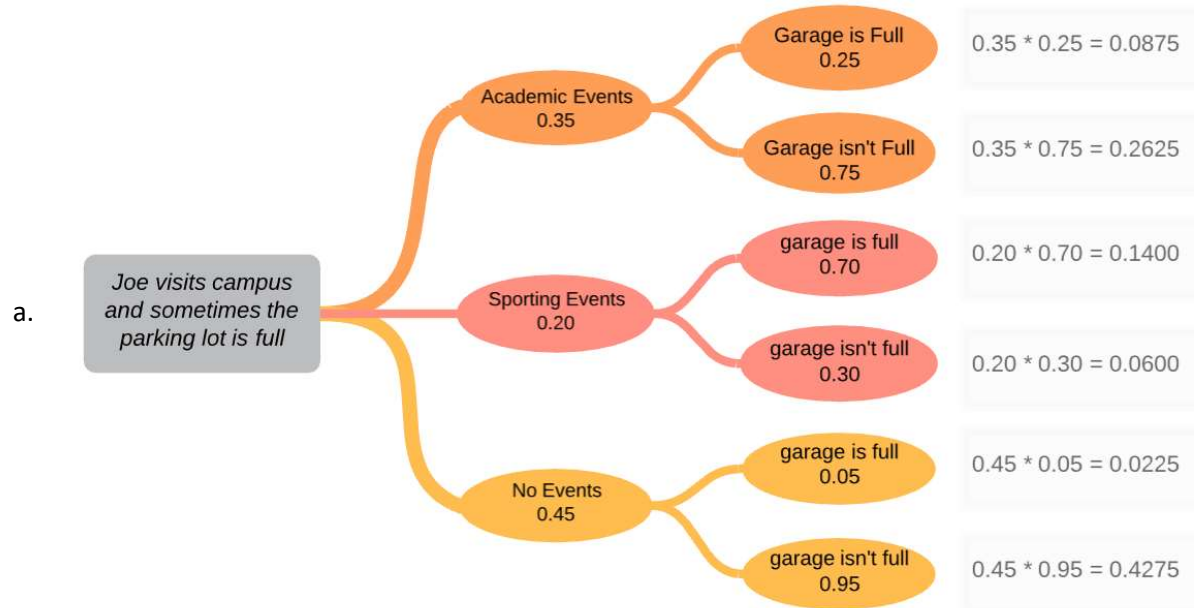 a.
Joe visits campus
and sometimes the
parking lot is full
Academic Events
0.35
Garage is Full
0.25
0.35 * 0.25 = 0.0875
Garage isn't Full
0.75
0.35 * 0.75 = 0.2625
Sporting Events
0.20
garage is full
0.70
0.20 * 0.70 = 0.1400
garage isn't full
0.30
0.20 * 0.30 = 0.0600
No Events
0.45
garage is full
0.05
0.45 * 0.05 = 0.0225
garage isn't full
0.95
0.45 * 0.95 = 0.4275